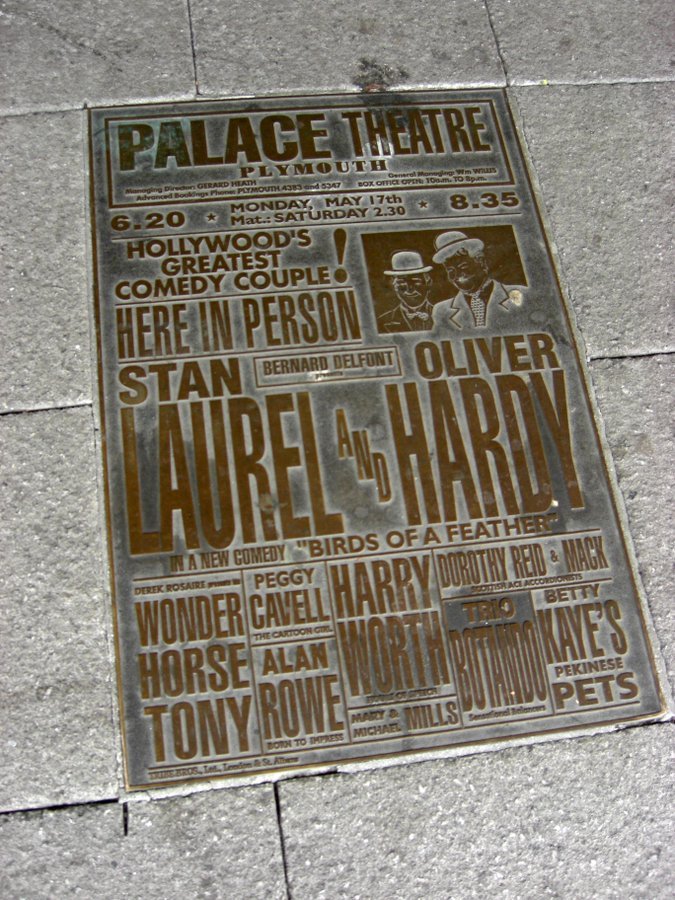 PALACE THEATRE
PLYMOUTH
Managing Director: GERARD HEATH General Managing: Wm WILLIS
Advanced Bookings Phone: PLYMOUTH 4383 and 5347 BOX OFFICE OPEN: 10a.m. TO 8p.m.
6.20 ★ MONDAY, MAY 17th ★ 8.35
Mat.: SATURDAY 2.30
HOLLYWOOD'S
GREATEST
COMEDY COUPLE!
HERE IN PERSON
BERNARD DELFONT
presents
STAN OLIVER
LAUREL AND HARDY
IN A NEW COMEDY "BIRDS OF A FEATHER"
DEREK ROSAIRE presents the
WONDER
HORSE
TONY
PEGGY
CAVELL
THE CARTOON GIRL
ALAN
ROWE
BORN TO IMPRESS
HARRY
WORTH
OF SPEECH
MARY &
MICHAEL MILLS
DOROTHY REID & MACK
SCOTTISH ACE ACCORDIONISTS
TRIO
BOTANDO
Sensational Balancers
BETTY
KAYE'S
PEKINESE
PETS
TRIBE BROS., Ltd., London & St. Albans